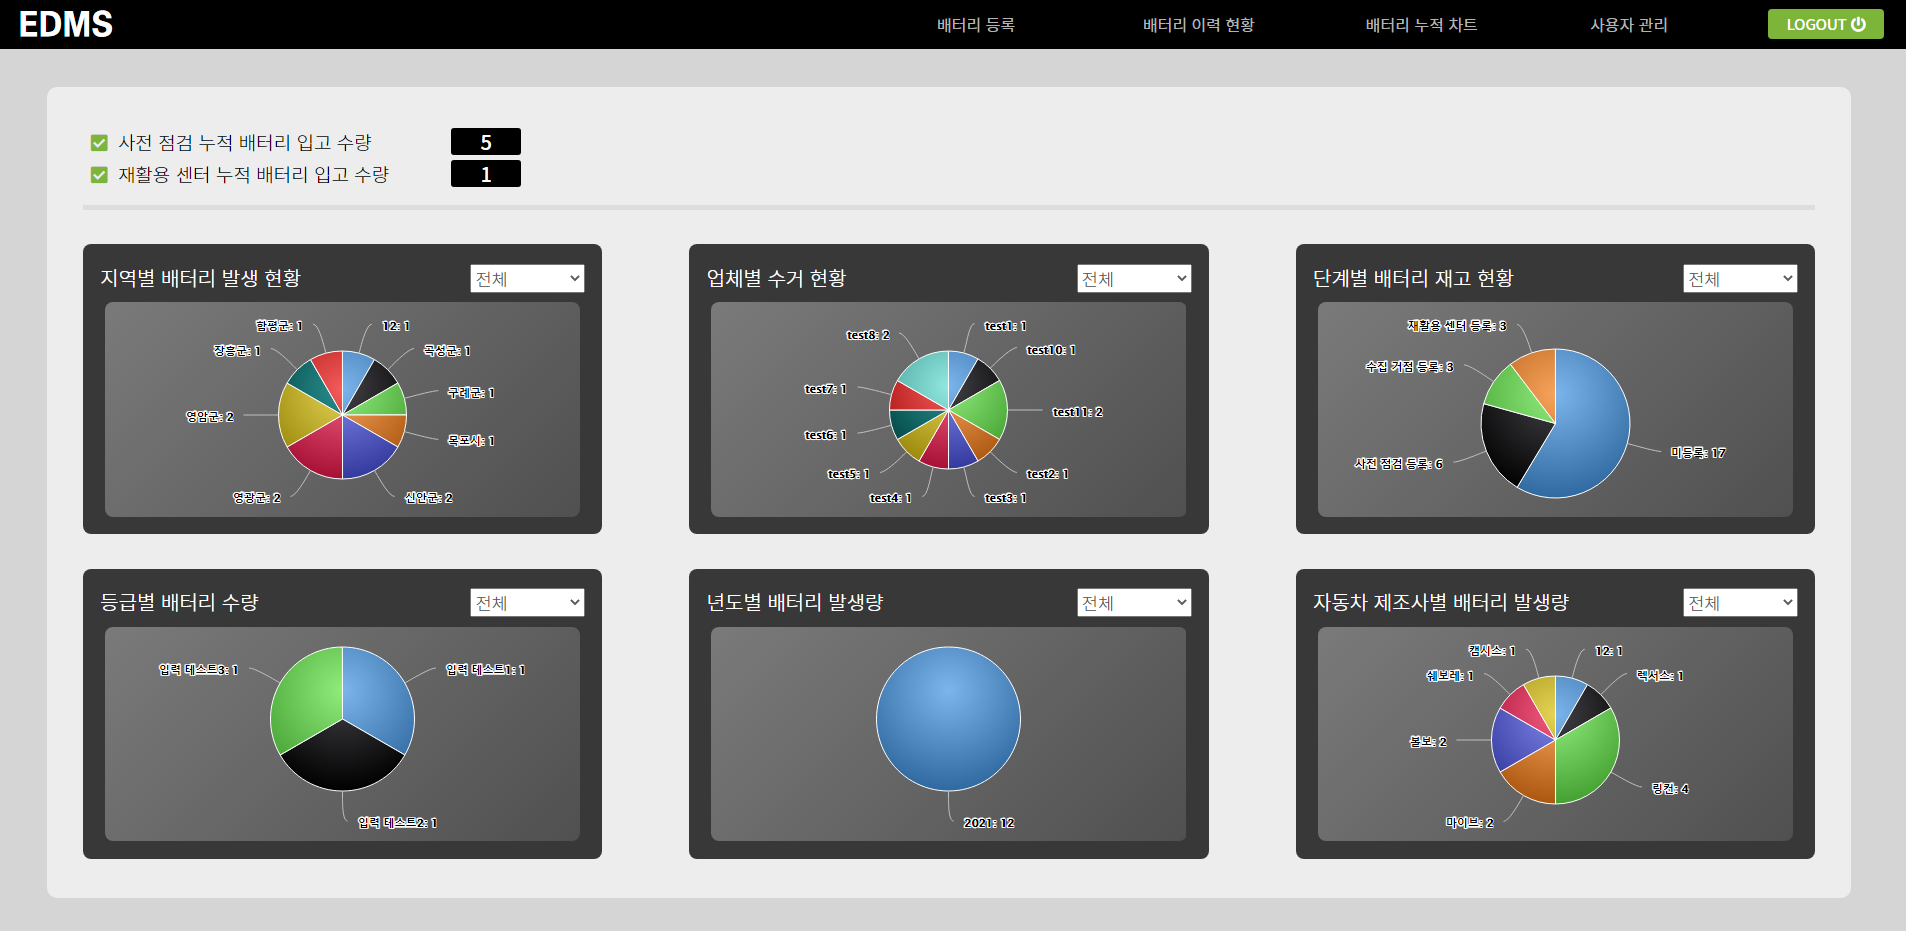 EDMS
배터리 등록
배터리 이력 현황
배터리 누적 차트
사용자 관리
LOGOUT
사전 점검 누적 배터리 입고 수량 5
재활용 센터 누적 배터리 입고 수량 1
지역별 배터리 발생 현황
전체
함평군: 1
12: 1
장흥군: 1
곡성군: 1
구례군: 1
영암군: 2
목포시: 1
영광군: 2
신안군: 2
업체별 수거 현황
전체
test8: 2
test1: 1
test10: 1
test7: 1
test11: 2
test6: 1
test5: 1
test2: 1
test4: 1
test3: 1
단계별 배터리 재고 현황
전체
재활용 센터 등록: 3
수집 거점 등록: 3
미등록: 17
사전 점검 등록: 6
등급별 배터리 수량
전체
입력 테스트3: 1
입력 테스트1: 1
입력 테스트2: 1
년도별 배터리 발생량
전체
2021: 12
자동차 제조사별 배터리 발생량
전체
캠시스: 1
12: 1
쉐보레: 1
렉서스: 1
볼보: 2
링컨: 4
마이브: 2